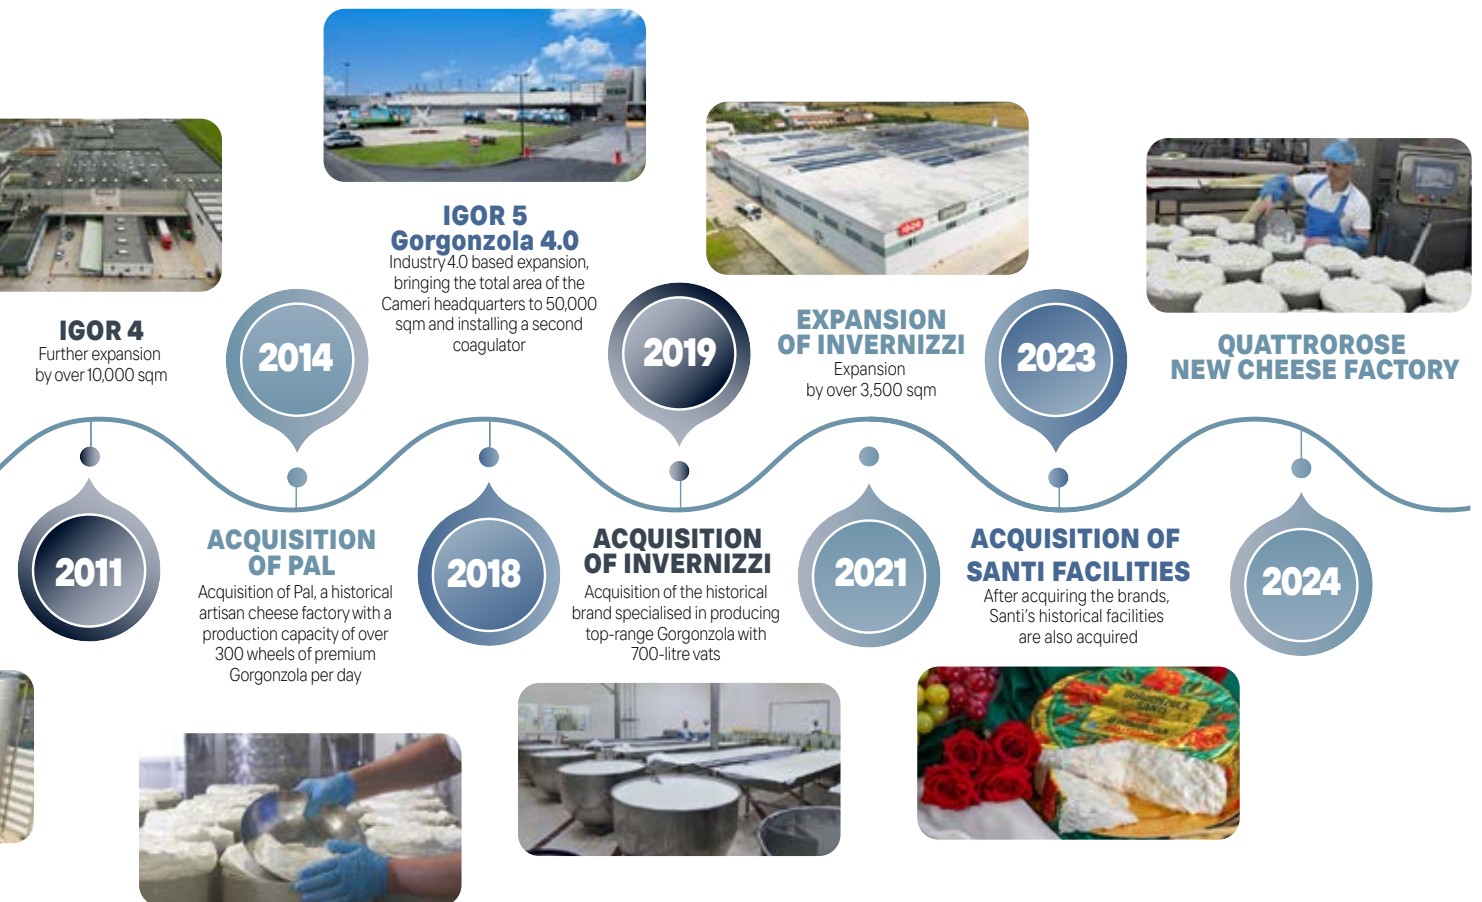 IGOR 4
Further expansion
by over 10,000 sqm
2011
2014
ACQUISITION
OF PAL
Acquisition of Pal, a historical
artisan cheese factory with a
production capacity of over
300 wheels of premium
Gorgonzola per day
IGOR 5
Gorgonzola 4.0
Industry 4.0 based expansion,
bringing the total area of the
Cameri headquarters to 50,000
sqm and installing a second
coagulator
2018
2019
ACQUISITION
OF INVERNIZZI
Acquisition of the historical
brand specialised in producing
top-range Gorgonzola with
700-litre vats
EXPANSION
OF INVERNIZZI
Expansion
by over 3,500 sqm
2021
2023
ACQUISITION OF
SANTI FACILITIES
After acquiring the brands,
Santi's historical facilities
are also acquired
GORGONZOLA
SANTI
QUATTROROSE
NEW CHEESE FACTORY
2024